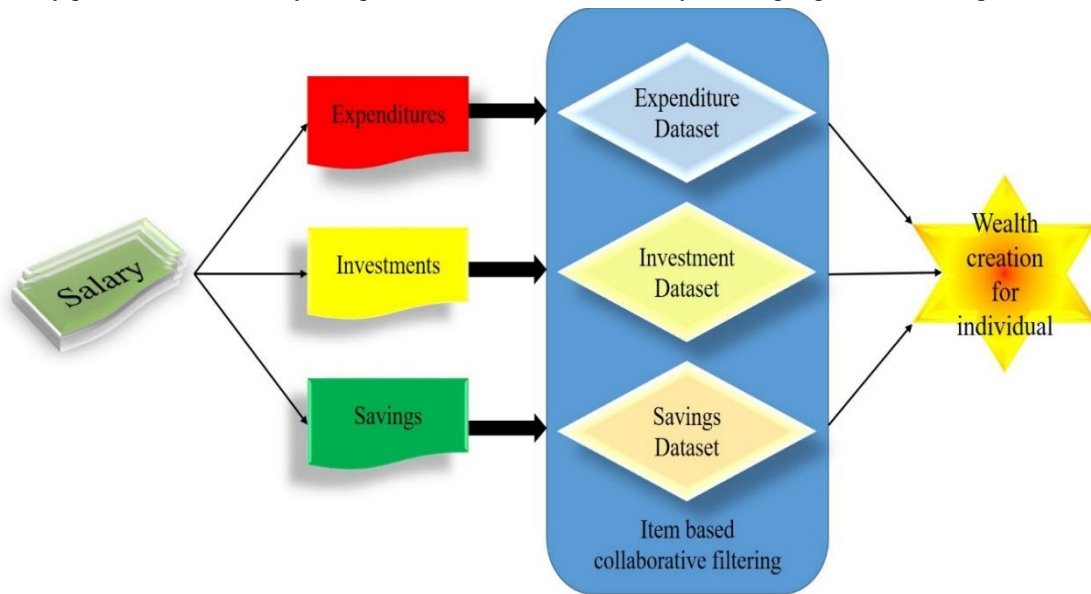 Salary
Expenditures
Investments
Savings
Expenditure
Dataset
Investment
Dataset
Savings
Dataset
Item based
collaborative filtering
Wealth
creation
for
individual